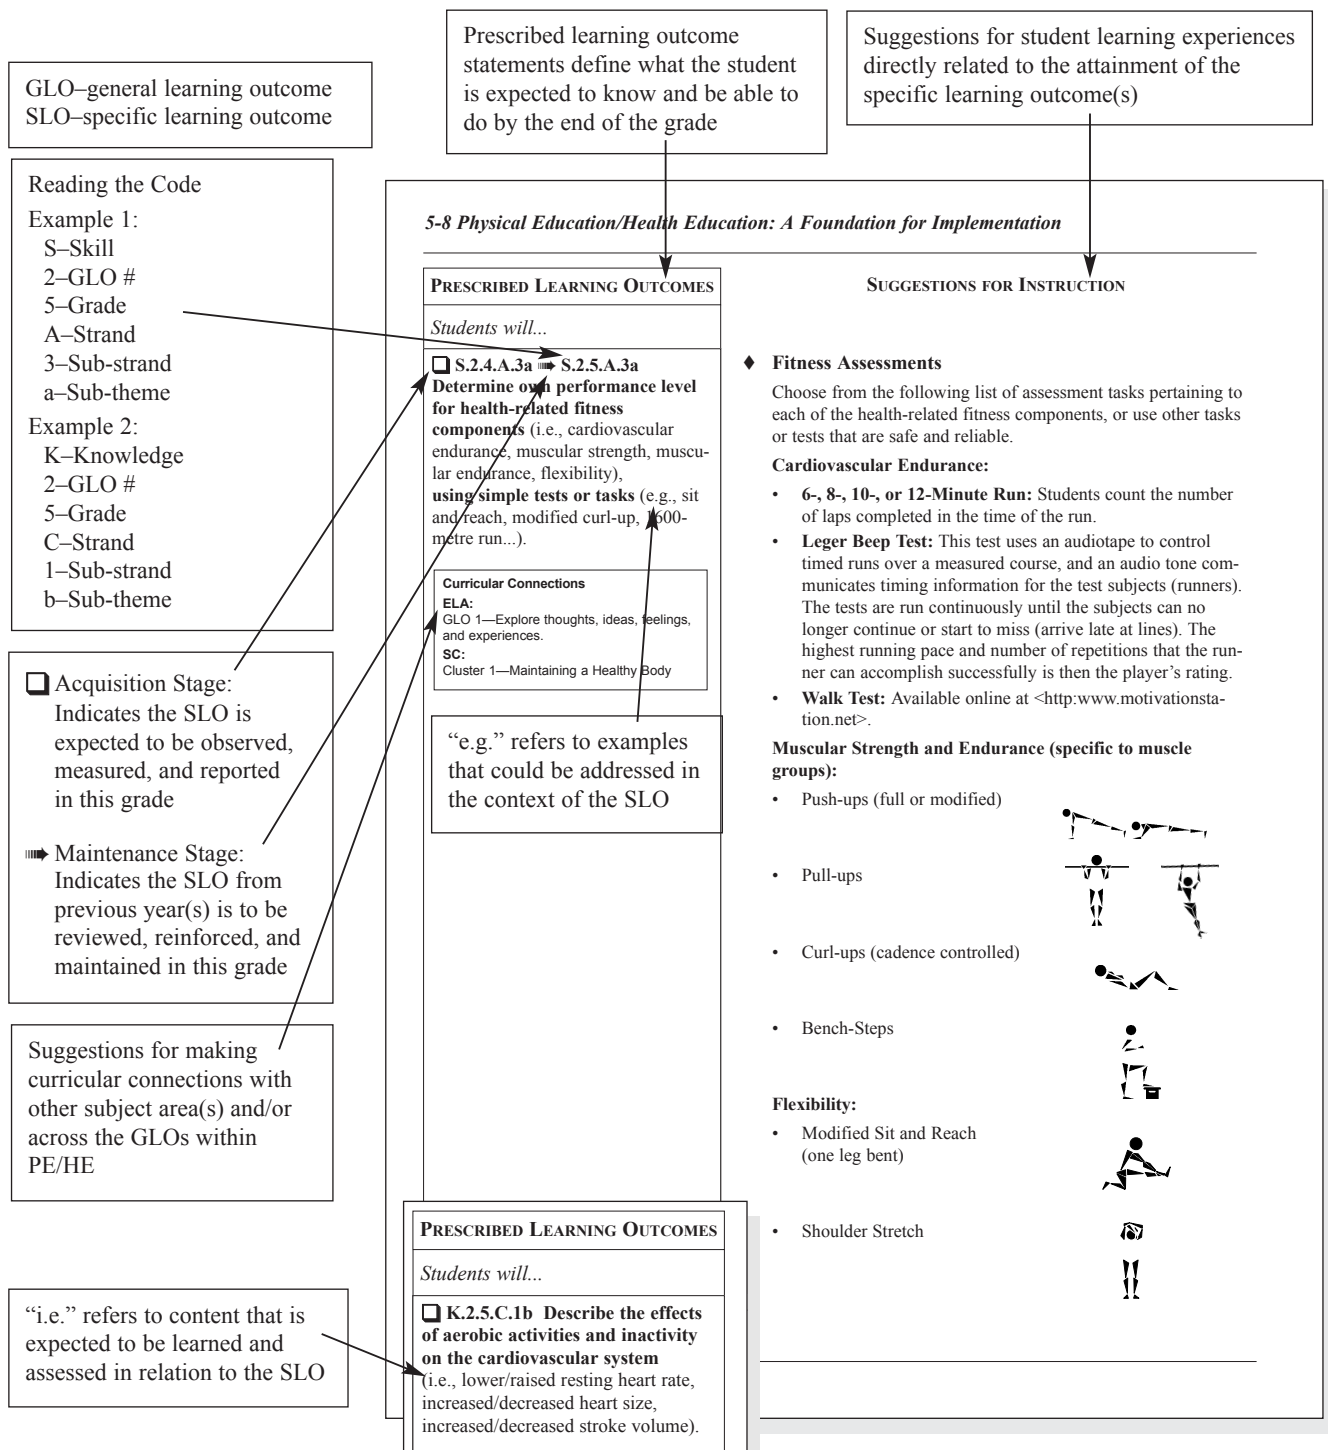 Prescribed learning outcome
statements define what the student
is expected to know and be able to
do by the end of the grade
Suggestions for student learning experiences
directly related to the attainment of the
specific learning outcome(s)
GLO–general learning outcome
SLO–specific learning outcome
Reading the Code
Example 1:
S–Skill
2–GLO #
5–Grade
A–Strand
3–Sub-strand
a–Sub-theme
Example 2:
K–Knowledge
2–GLO #
5–Grade
C–Strand
1–Sub-strand
b–Sub-theme
❑ Acquisition Stage:
Indicates the SLO is
expected to be observed,
measured, and reported
in this grade
➠ Maintenance Stage:
Indicates the SLO from
previous year(s) is to be
reviewed, reinforced, and
maintained in this grade
Suggestions for making
curricular connections with
other subject area(s) and/or
across the GLOs within
PE/HE
"i.e." refers to content that is
expected to be learned and
assessed in relation to the SLO
5-8 Physical Education/Health Education: A Foundation for Implementation
PRESCRIBED LEARNING OUTCOMES
Students will...
❑ S.2.4.A.3a ➠ S.2.5.A.3a
Determine own performance level
for health-related fitness
components (i.e., cardiovascular
endurance, muscular strength, muscu-
lar endurance, flexibility),
using simple tests or tasks (e.g., sit
and reach, modified curl-up, 1600-
metre run...).
Curricular Connections
ELA:
GLO 1—Explore thoughts, ideas, feelings,
and experiences.
SC:
Cluster 1—Maintaining a Healthy Body
"e.g." refers to examples
that could be addressed in
the context of the SLO
PRESCRIBED LEARNING OUTCOMES
Students will...
❑ K.2.5.C.1b Describe the effects
of aerobic activities and inactivity
on the cardiovascular system
(i.e., lower/raised resting heart rate,
increased/decreased heart size,
increased/decreased stroke volume).
SUGGESTIONS FOR INSTRUCTION
♦ Fitness Assessments
Choose from the following list of assessment tasks pertaining to
each of the health-related fitness components, or use other tasks
or tests that are safe and reliable.
Cardiovascular Endurance:
• 6-, 8-, 10-, or 12-Minute Run: Students count the number
of laps completed in the time of the run.
• Leger Beep Test: This test uses an audiotape to control
timed runs over a measured course, and an audio tone com-
municates timing information for the test subjects (runners).
The tests are run continuously until the subjects can no
longer continue or start to miss (arrive late at lines). The
highest running pace and number of repetitions that the run-
ner can accomplish successfully is then the player's rating.
• Walk Test: Available online at <http:www.motivationsta-
tion.net>.
Muscular Strength and Endurance (specific to muscle
groups):
• Push-ups (full or modified)
• Pull-ups
• Curl-ups (cadence controlled)
• Bench-Steps
Flexibility:
• Modified Sit and Reach
(one leg bent)
• Shoulder Stretch